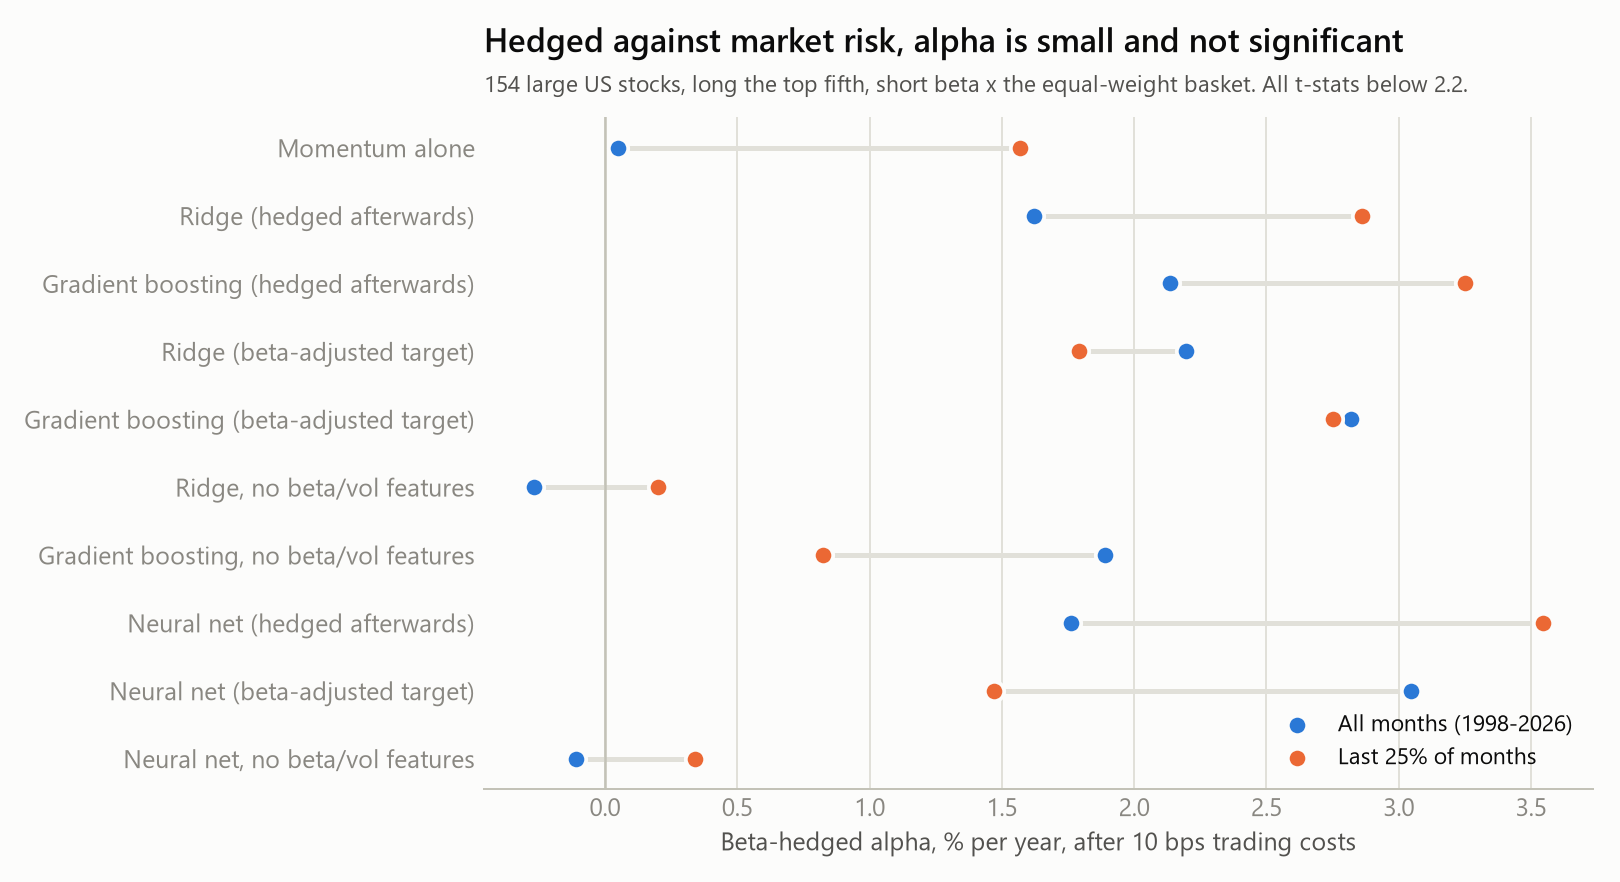 Hedged against market risk, alpha is small and not significant
154 large US stocks, long the top fifth, short beta x the equal-weight basket. All t-stats below 2.2.
Momentum alone
Ridge (hedged afterwards)
Gradient boosting (hedged afterwards)
Ridge (beta-adjusted target)
Gradient boosting (beta-adjusted target)
Ridge, no beta/vol features
Gradient boosting, no beta/vol features
Neural net (hedged afterwards)
Neural net (beta-adjusted target)
Neural net, no beta/vol features
All months (1998-2026)
Last 25% of months
0.0 0.5 1.0 1.5 2.0 2.5 3.0 3.5
Beta-hedged alpha, % per year, after 10 bps trading costs